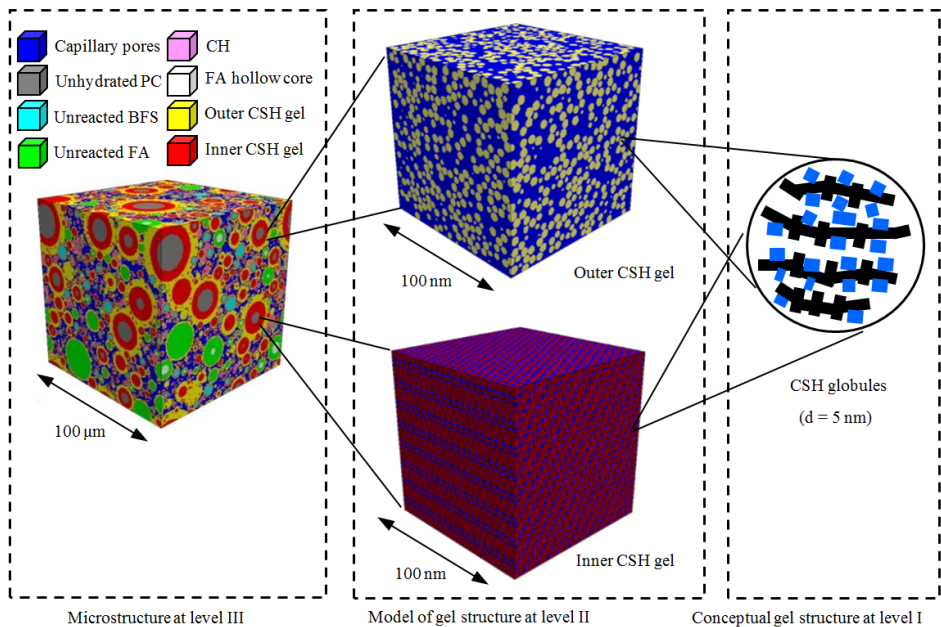 Capillary pores
CH
Unhydrated PC
FA hollow core
Unreacted BFS
Outer CSH gel
Unreacted FA
Inner CSH gel
100 μm
100 nm
Outer CSH gel
100 nm
Inner CSH gel
CSH globules
(d = 5 nm)
Microstructure at level III
Model of gel structure at level II
Conceptual gel structure at level I